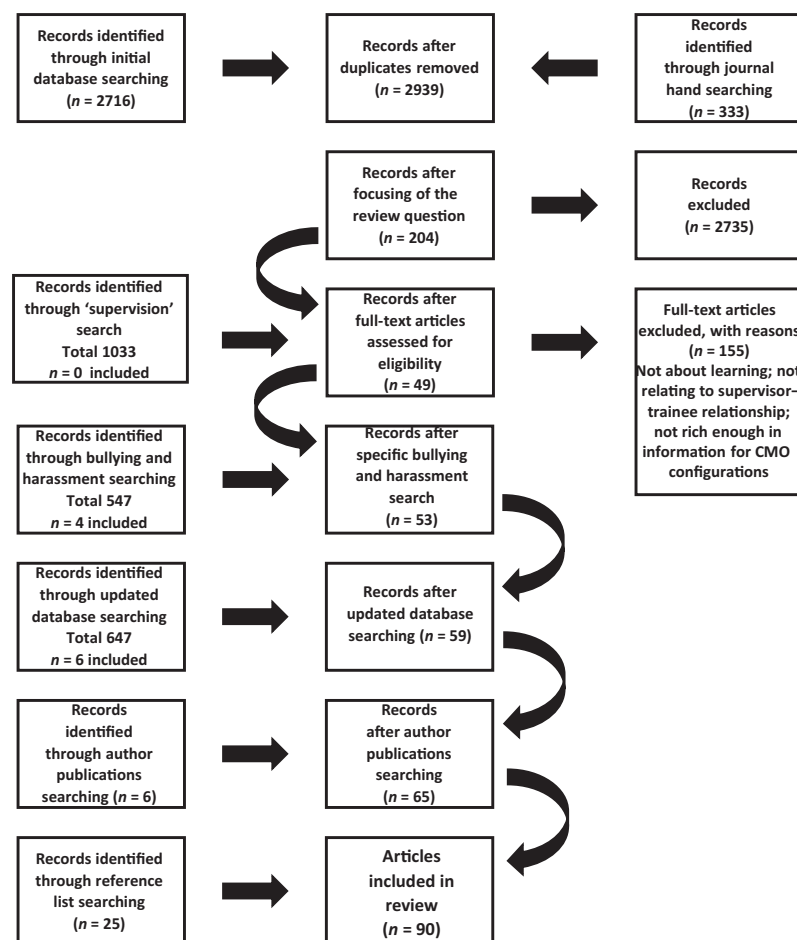 Records identified
through initial
database searching
(n = 2716)
Records after
duplicates removed
(n = 2939)
Records
identified
through journal
hand searching
(n = 333)
Records after
focusing of the
review question
(n = 204)
Records
excluded
(n = 2735)
Records identified
through ‘supervision’
search
Total 1033
n = 0 included
Records after
full-text articles
assessed for
eligibility
(n = 49)
Full-text articles
excluded, with reasons
(n = 155)
Not about learning; not
relating to supervisor–
trainee relationship;
not rich enough in
information for CMO
configurations
Records identified
through bullying and
harassment searching
Total 547
n = 4 included
Records after
specific bullying
and harassment
search
(n = 53)
Records identified
through updated
database searching
Total 647
n = 6 included
Records after
updated database
searching (n = 59)
Records
identified
through author
publications
searching (n = 6)
Records
after author
publications
searching
(n = 65)
Records identified
through reference
list searching
(n = 25)
Articles
included in
review
(n = 90)